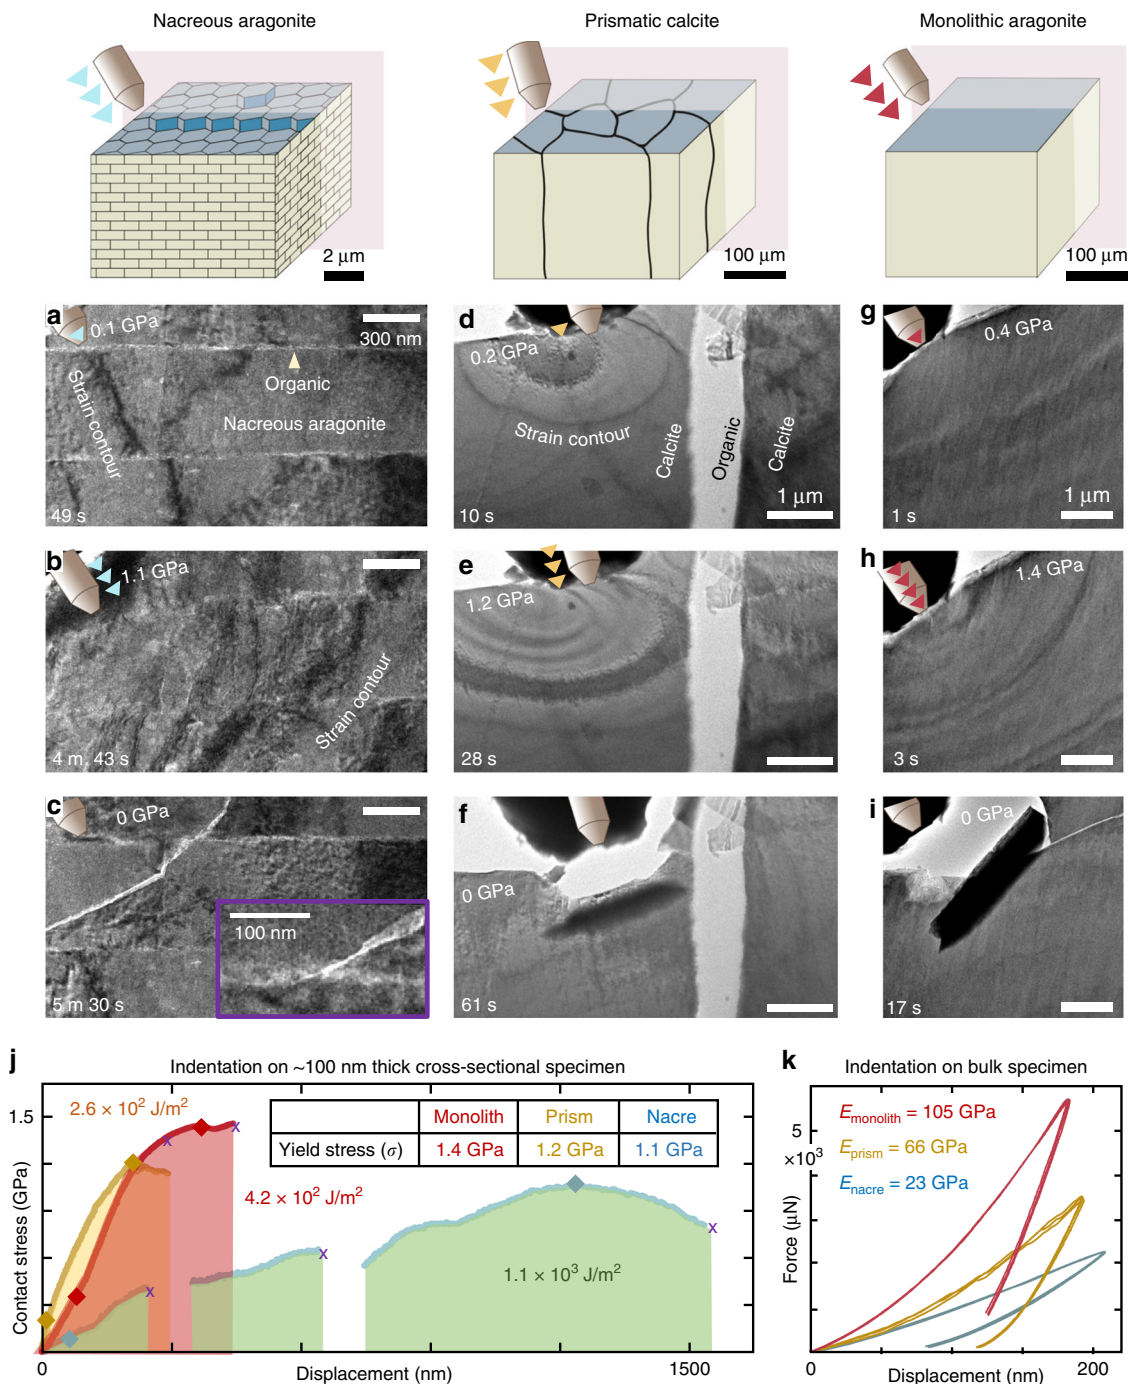 Nacreous aragonite
Prismatic calcite
Monolithic aragonite
2 μm
100 μm
100 μm
a
0.1 GPa
300 nm
Organic
Strain contour
Nacreous aragonite
49 s
d
0.2 GPa
Strain contour
Calcite
Organic
Calcite
1 μm
10 s
g
0.4 GPa
1 μm
1 s
b
1.1 GPa
Strain contour
4 m, 43 s
e
1.2 GPa
28 s
h
1.4 GPa
3 s
c
0 GPa
100 nm
5 m 30 s
f
0 GPa
61 s
i
0 GPa
17 s
j
Indentation on ~100 nm thick cross-sectional specimen
2.6 × 10² J/m²
Monolith Prism Nacre
Yield stress (σ) 1.4 GPa 1.2 GPa 1.1 GPa
4.2 × 10² J/m²
1.1 × 10³ J/m²
x
x
x
x
x
1.5
Contact stress (GPa)
0
1500
Displacement (nm)
k
Indentation on bulk specimen
E monolith = 105 GPa
E prism = 66 GPa
E nacre = 23 GPa
5
×10³
Force (μN)
0
200
Displacement (nm)